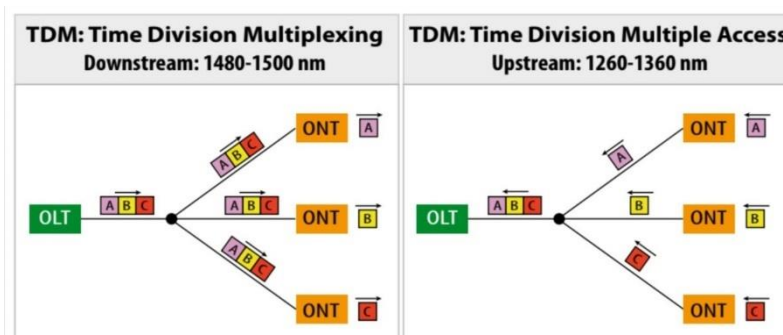 TDM: Time Division Multiplexing
Downstream: 1480-1500 nm
A B C
ONT
A
OLT
A B C
A B C
ONT
B
A B C
ONT
C
TDM: Time Division Multiple Access
Upstream: 1260-1360 nm
A
ONT
A
OLT
A B C
B
ONT
B
C
ONT
C